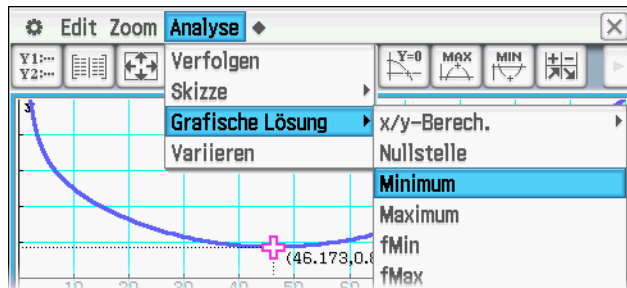 Edit Zoom Analyse
Y1:... Y2:... Y=0 MAX MIN
Verfolgen
Skizze
Grafische Lösung
Variieren
x/y-Berech.
Nullstelle
Minimum
Maximum
fMin
fMax
3
(46.173,0.8
10 20 30 40 50 60